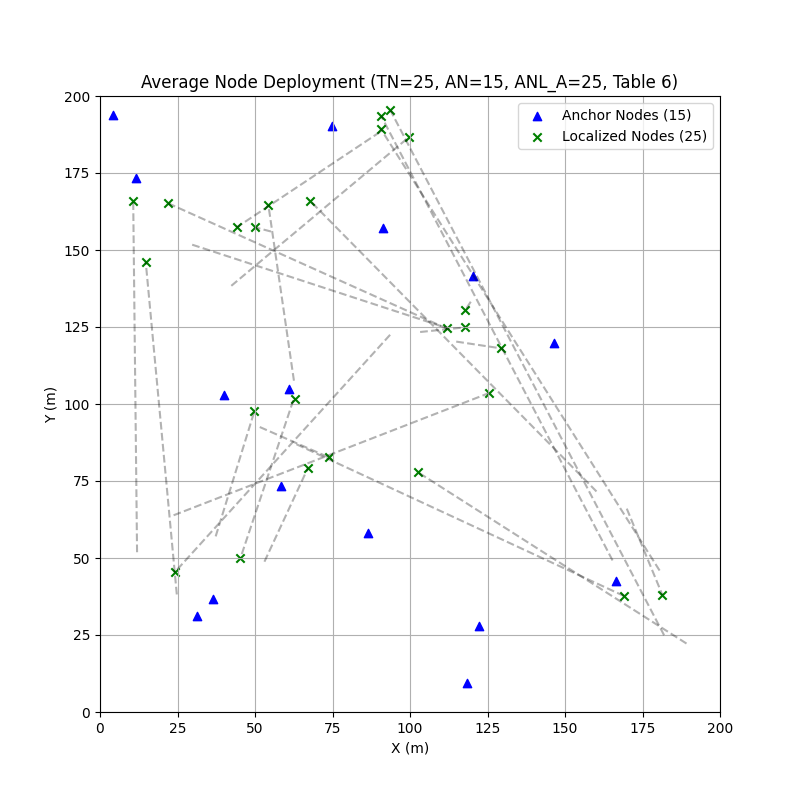 Average Node Deployment (TN=25, AN=15, ANL_A=25, Table 6)
Anchor Nodes (15)
Localized Nodes (25)
Y (m)
200
175
150
125
100
75
50
25
0
0 25 50 75 100 125 150 175 200
X (m)